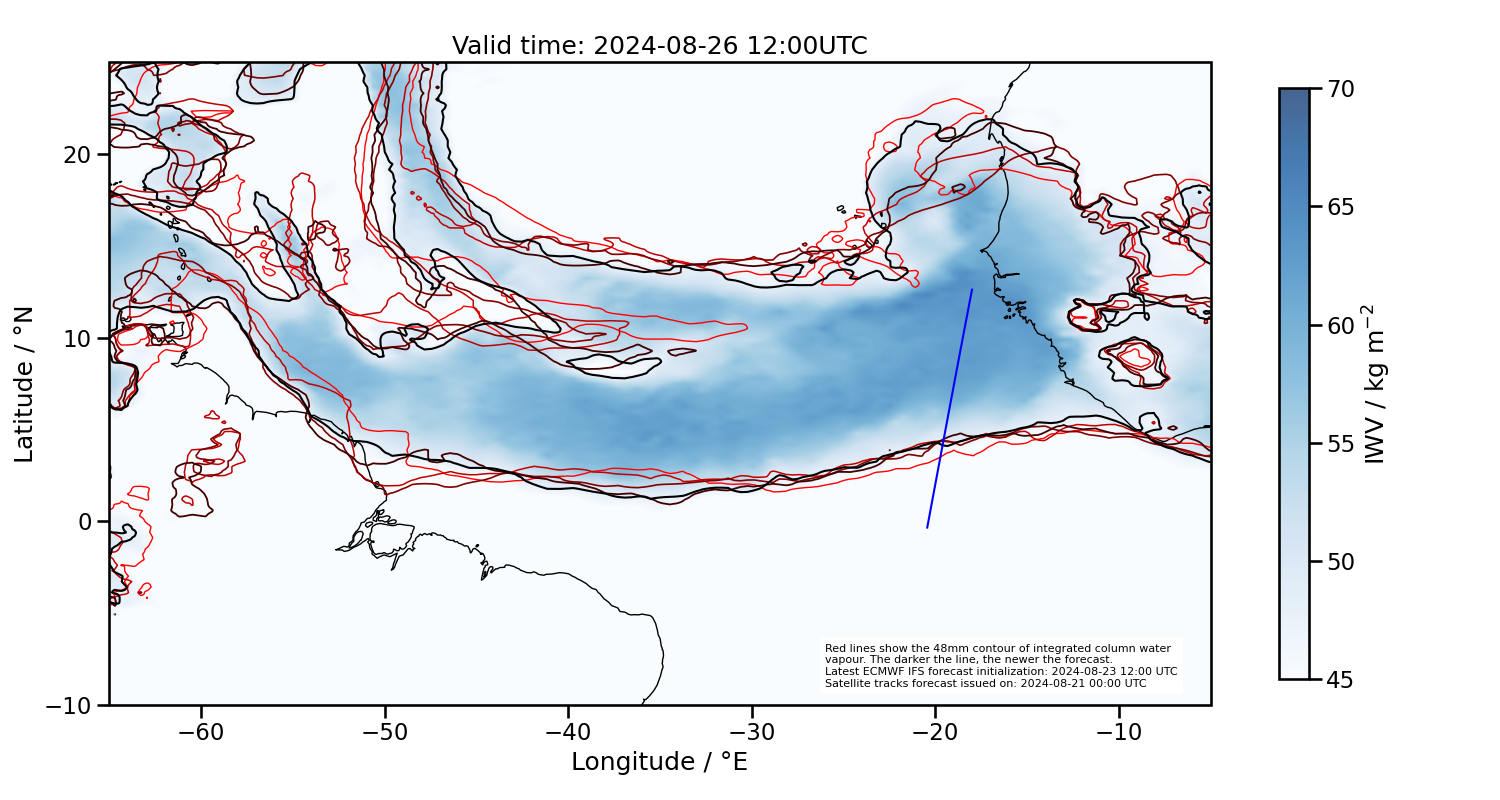 Valid time: 2024-08-26 12:00UTC
20
10
0
−10
Latitude / °N
−60
−50
−40
−30
−20
−10
Longitude / °E
Red lines show the 48mm contour of integrated column water
vapour. The darker the line, the newer the forecast.
Latest ECMWF IFS forecast initialization: 2024-08-23 12:00 UTC
Satellite tracks forecast issued on: 2024-08-21 00:00 UTC
70
65
60
55
50
45
IWV / kg m⁻²